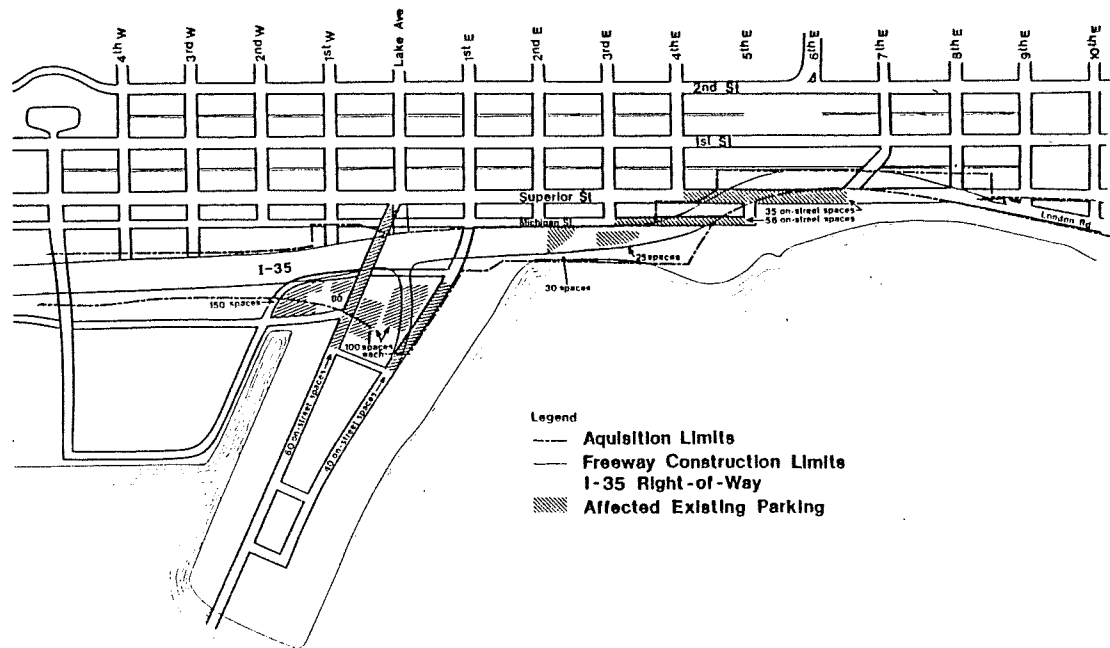 4th W
3rd W
2nd W
1st W
Lake Ave
1st E
2nd E
3rd E
4th E
5th E
6th E
7th E
8th E
9th E
10th E
2nd St
1st St
Superior St
Michigan St
35 on-street spaces
56 on-street spaces
London Rd
I-35
25 spaces
30 spaces
150 spaces
100 spaces
each
60 on-street spaces
40 on-street spaces
Legend
Aquisition Limits
Freeway Construction Limits
I-35 Right-of-Way
Affected Existing Parking